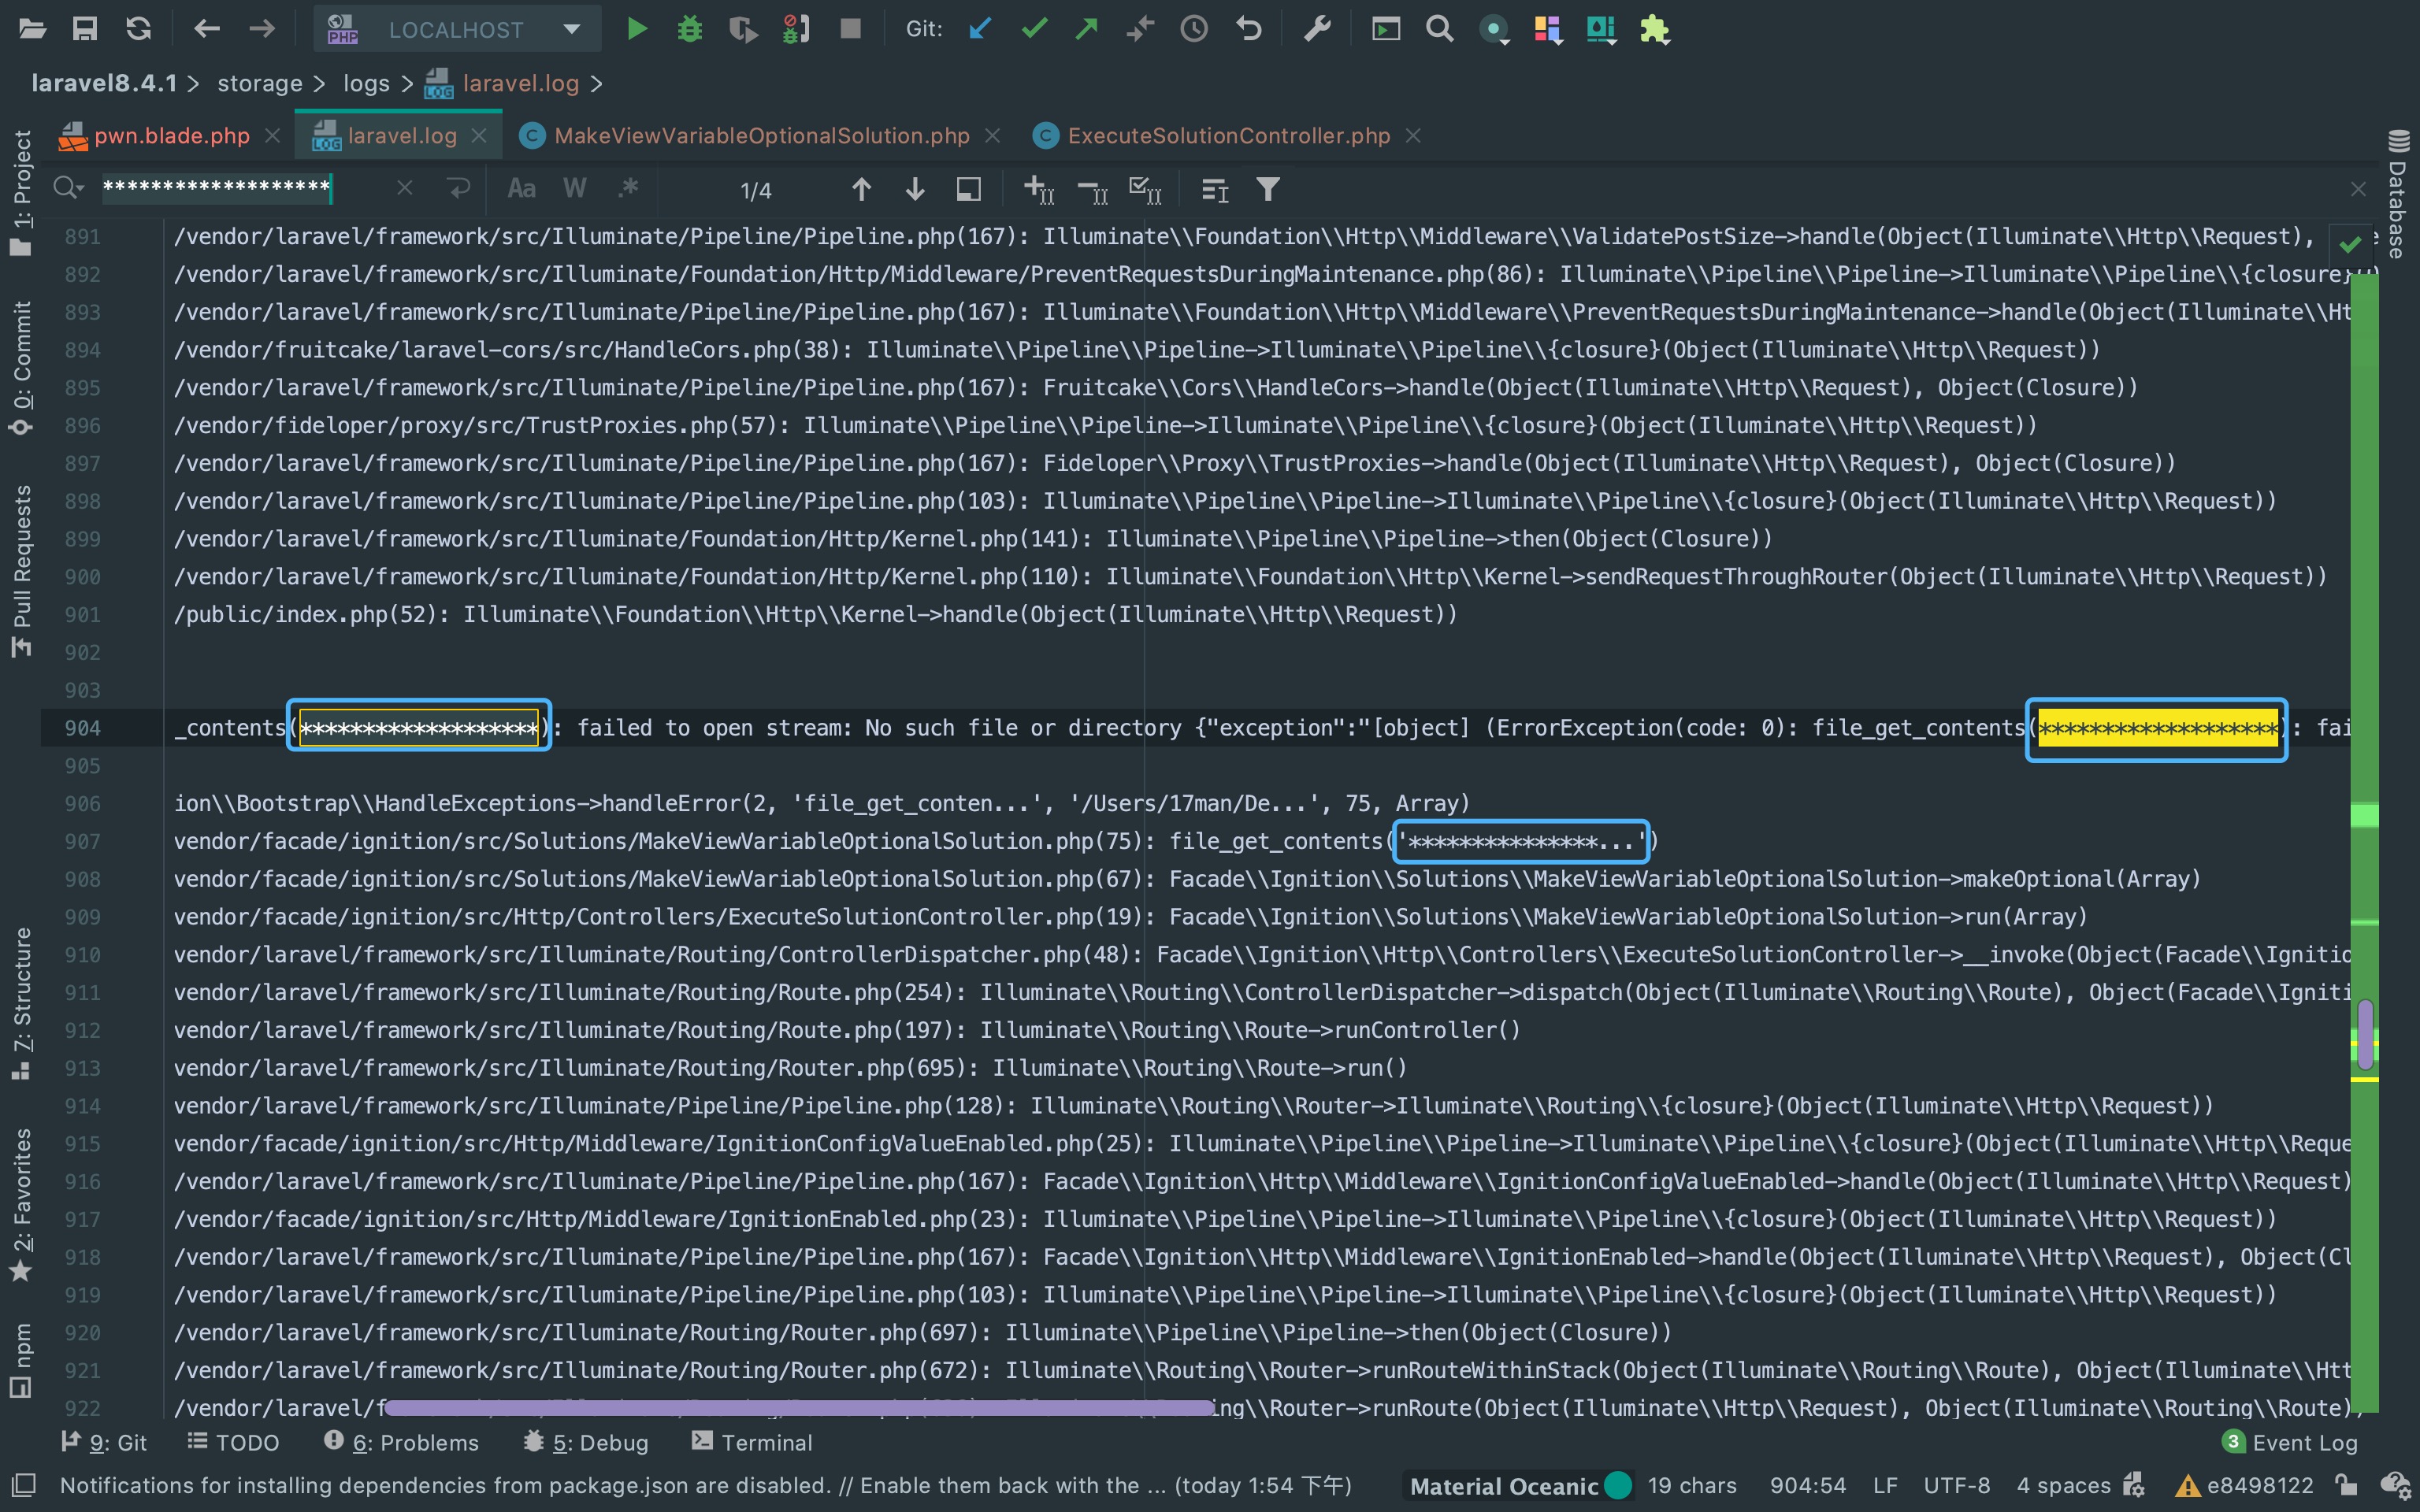 LOCALHOST Git:
laravel8.4.1 > storage > logs > laravel.log >
pwn.blade.php laravel.log MakeViewVariableOptionalSolution.php ExecuteSolutionController.php
******************* Aa W .* 1/4
1: Project
0: Commit
Pull Requests
7: Structure
2: Favorites
npm
Database
891 /vendor/laravel/framework/src/Illuminate/Pipeline/Pipeline.php(167): Illuminate\\Foundation\\Http\\Middleware\\ValidatePostSize->handle(Object(Illuminate\\Http\\Request),
892 /vendor/laravel/framework/src/Illuminate/Foundation/Http/Middleware/PreventRequestsDuringMaintenance.php(86): Illuminate\\Pipeline\\Pipeline->Illuminate\\Pipeline\\{closure}
893 /vendor/laravel/framework/src/Illuminate/Pipeline/Pipeline.php(167): Illuminate\\Foundation\\Http\\Middleware\\PreventRequestsDuringMaintenance->handle(Object(Illuminate\\Ht
894 /vendor/fruitcake/laravel-cors/src/HandleCors.php(38): Illuminate\\Pipeline\\Pipeline->Illuminate\\Pipeline\\{closure}(Object(Illuminate\\Http\\Request))
895 /vendor/laravel/framework/src/Illuminate/Pipeline/Pipeline.php(167): Fruitcake\\Cors\\HandleCors->handle(Object(Illuminate\\Http\\Request), Object(Closure))
896 /vendor/fideloper/proxy/src/TrustProxies.php(57): Illuminate\\Pipeline\\Pipeline->Illuminate\\Pipeline\\{closure}(Object(Illuminate\\Http\\Request))
897 /vendor/laravel/framework/src/Illuminate/Pipeline/Pipeline.php(167): Fideloper\\Proxy\\TrustProxies->handle(Object(Illuminate\\Http\\Request), Object(Closure))
898 /vendor/laravel/framework/src/Illuminate/Pipeline/Pipeline.php(103): Illuminate\\Pipeline\\Pipeline->Illuminate\\Pipeline\\{closure}(Object(Illuminate\\Http\\Request))
899 /vendor/laravel/framework/src/Illuminate/Foundation/Http/Kernel.php(141): Illuminate\\Pipeline\\Pipeline->then(Object(Closure))
900 /vendor/laravel/framework/src/Illuminate/Foundation/Http/Kernel.php(110): Illuminate\\Foundation\\Http\\Kernel->sendRequestThroughRouter(Object(Illuminate\\Http\\Request))
901 /public/index.php(52): Illuminate\\Foundation\\Http\\Kernel->handle(Object(Illuminate\\Http\\Request))
902
903
904 _contents(*******************): failed to open stream: No such file or directory {"exception":"[object] (ErrorException(code: 0): file_get_contents(*******************): fai
905
906 ion\\Bootstrap\\HandleExceptions->handleError(2, 'file_get_conten...', '/Users/17man/De...', 75, Array)
907 vendor/facade/ignition/src/Solutions/MakeViewVariableOptionalSolution.php(75): file_get_contents('***************...')
908 vendor/facade/ignition/src/Solutions/MakeViewVariableOptionalSolution.php(67): Facade\\Ignition\\Solutions\\MakeViewVariableOptionalSolution->makeOptional(Array)
909 vendor/facade/ignition/src/Http/Controllers/ExecuteSolutionController.php(19): Facade\\Ignition\\Solutions\\MakeViewVariableOptionalSolution->run(Array)
910 vendor/laravel/framework/src/Illuminate/Routing/ControllerDispatcher.php(48): Facade\\Ignition\\Http\\Controllers\\ExecuteSolutionController->__invoke(Object(Facade\\Ignitio
911 vendor/laravel/framework/src/Illuminate/Routing/Route.php(254): Illuminate\\Routing\\ControllerDispatcher->dispatch(Object(Illuminate\\Routing\\Route), Object(Facade\\Igniti
912 vendor/laravel/framework/src/Illuminate/Routing/Route.php(197): Illuminate\\Routing\\Route->runController()
913 vendor/laravel/framework/src/Illuminate/Routing/Router.php(695): Illuminate\\Routing\\Route->run()
914 vendor/laravel/framework/src/Illuminate/Pipeline/Pipeline.php(128): Illuminate\\Routing\\Router->Illuminate\\Routing\\{closure}(Object(Illuminate\\Http\\Request))
915 vendor/facade/ignition/src/Http/Middleware/IgnitionConfigValueEnabled.php(25): Illuminate\\Pipeline\\Pipeline->Illuminate\\Pipeline\\{closure}(Object(Illuminate\\Http\\Reque
916 /vendor/laravel/framework/src/Illuminate/Pipeline/Pipeline.php(167): Facade\\Ignition\\Http\\Middleware\\IgnitionConfigValueEnabled->handle(Object(Illuminate\\Http\\Request)
917 /vendor/facade/ignition/src/Http/Middleware/IgnitionEnabled.php(23): Illuminate\\Pipeline\\Pipeline->Illuminate\\Pipeline\\{closure}(Object(Illuminate\\Http\\Request))
918 /vendor/laravel/framework/src/Illuminate/Pipeline/Pipeline.php(167): Facade\\Ignition\\Http\\Middleware\\IgnitionEnabled->handle(Object(Illuminate\\Http\\Request), Object(Cl
919 /vendor/laravel/framework/src/Illuminate/Pipeline/Pipeline.php(103): Illuminate\\Pipeline\\Pipeline->Illuminate\\Pipeline\\{closure}(Object(Illuminate\\Http\\Request))
920 /vendor/laravel/framework/src/Illuminate/Routing/Router.php(697): Illuminate\\Pipeline\\Pipeline->then(Object(Closure))
921 /vendor/laravel/framework/src/Illuminate/Routing/Router.php(672): Illuminate\\Routing\\Router->runRouteWithinStack(Object(Illuminate\\Routing\\Route), Object(Illuminate\\Htt
922 /vendor/laravel/f ing\\Router->runRoute(Object(Illuminate\\Http\\Request), Object(Illuminate\\Routing\\Route)
9: Git TODO 6: Problems 5: Debug Terminal 3 Event Log
Notifications for installing dependencies from package.json are disabled. // Enable them back with the ... (today 1:54 下午) Material Oceanic 19 chars 904:54 LF UTF-8 4 spaces e8498122